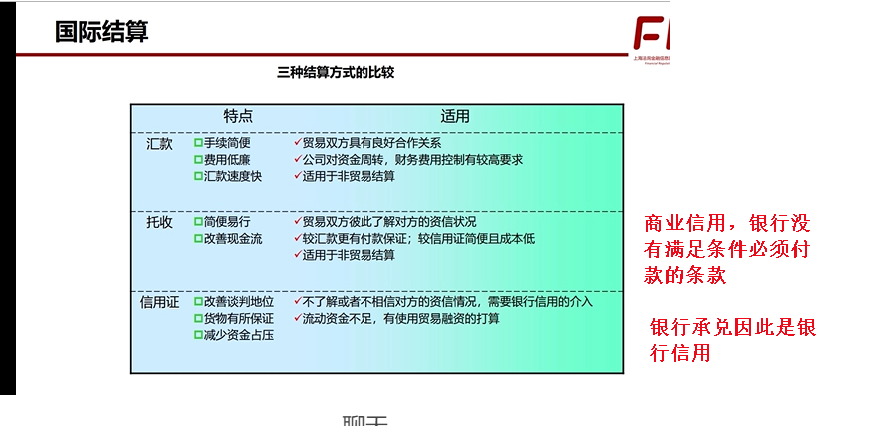 国际结算
上海法询金融信息
Financial
三种结算方式的比较
特点 适用
汇款 手续简便 贸易双方具有良好合作关系
费用低廉 公司对资金周转，财务费用控制有较高要求
汇款速度快 适用于非贸易结算
托收 简便易行 贸易双方彼此了解对方的资信状况
改善现金流 较汇款更有付款保证；较信用证简便且成本低
适用于非贸易结算
信用证 改善谈判地位 不了解或者不相信对方的资信情况，需要银行信用的介入
货物有所保证 流动资金不足，有使用贸易融资的打算
减少资金占压
商业信用，银行没
有满足条件必须付
款的条款
银行承兑因此是银
行信用
聊天